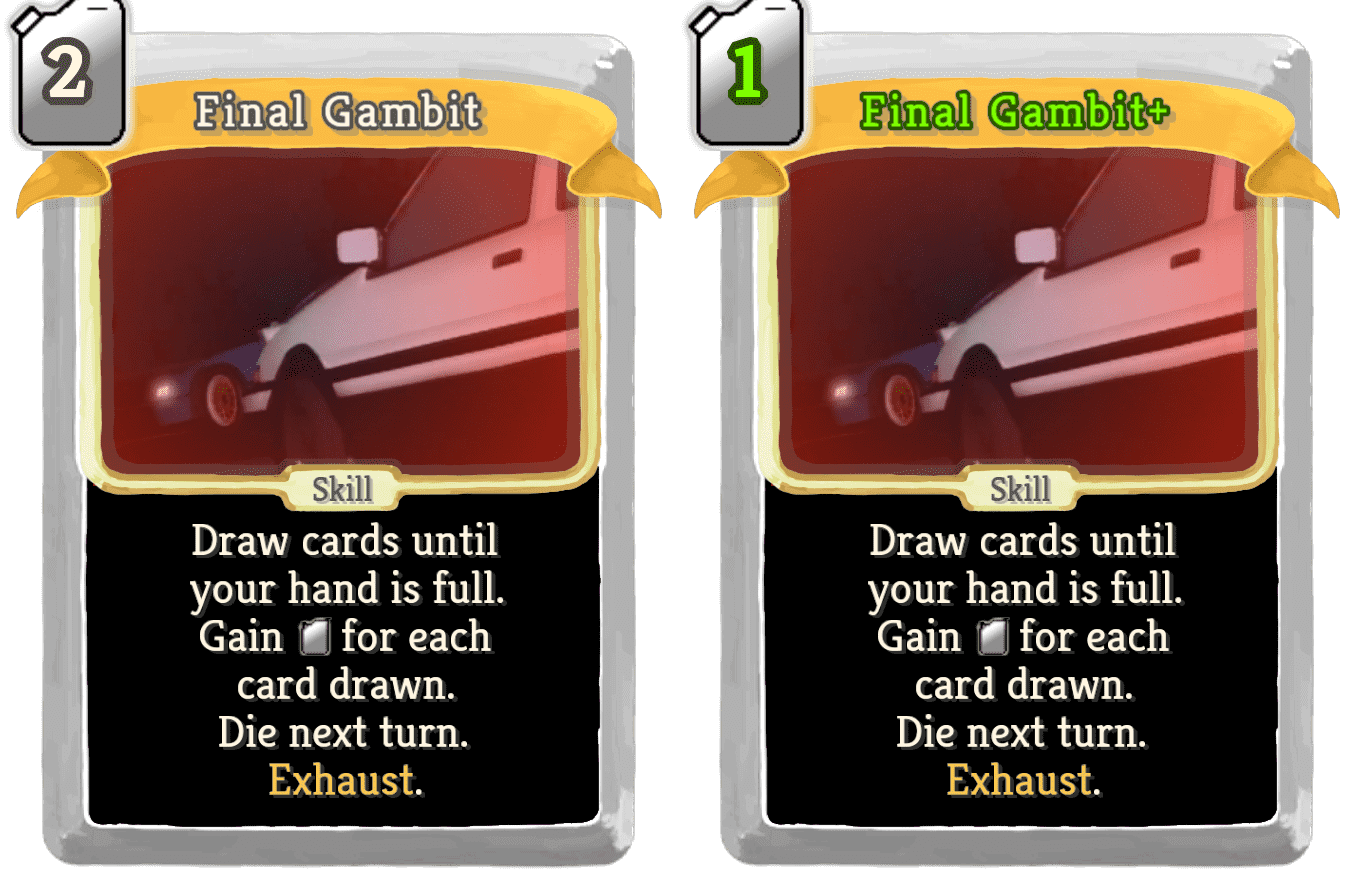 2
Final Gambit
Skill
Draw cards until
your hand is full.
Gain for each
card drawn.
Die next turn.
Exhaust.
1
Final Gambit+
Skill
Draw cards until
your hand is full.
Gain for each
card drawn.
Die next turn.
Exhaust.